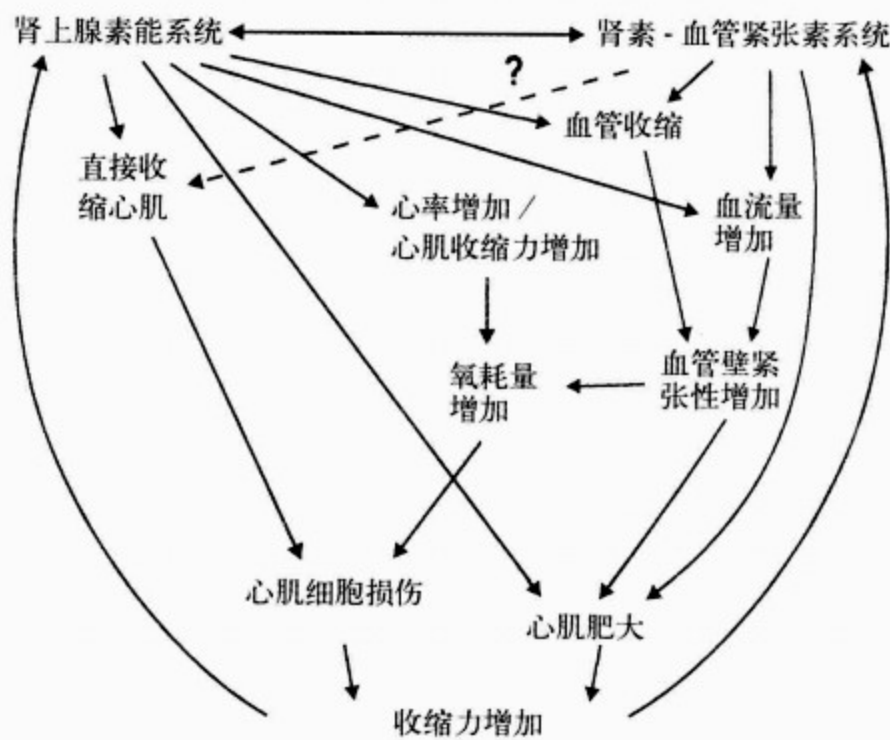 肾上腺素能系统
肾素-血管紧张素系统
?
血管收缩
直接收
缩心肌
心率增加/
心肌收缩力增加
血流量
增加
氧耗量
增加
血管壁紧
张性增加
心肌细胞损伤
心肌肥大
收缩力增加